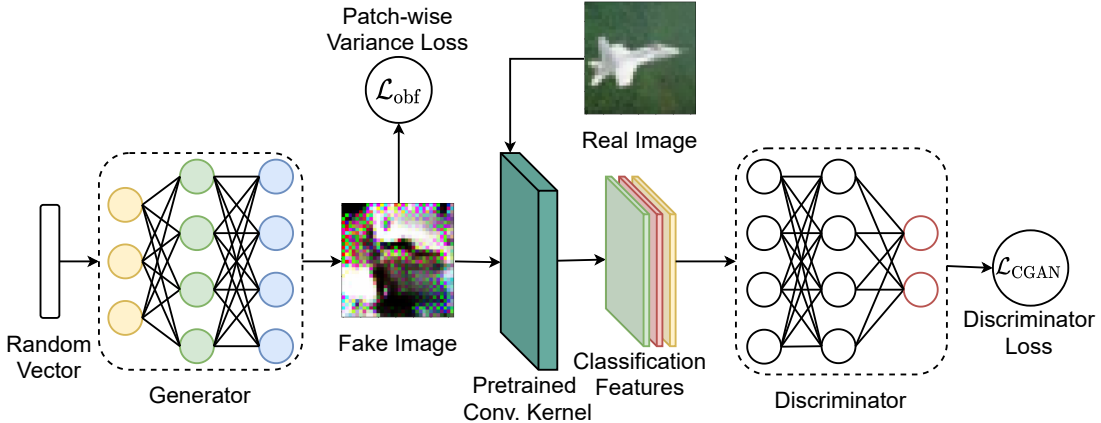 Patch-wise
Variance Loss
ℒobf
Real Image
Random
Vector
Generator
Fake Image
Pretrained
Conv. Kernel
Classification
Features
Discriminator
ℒCGAN
Discriminator
Loss